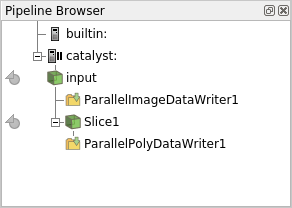 Pipeline Browser
builtin:
catalyst:
input
ParallelImageDataWriter1
Slice1
ParallelPolyDataWriter1